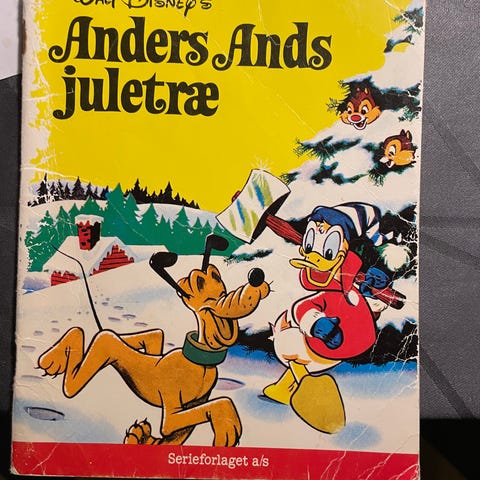 Walt Disney's
Anders Ands
juletræ
Serieforlaget a/s